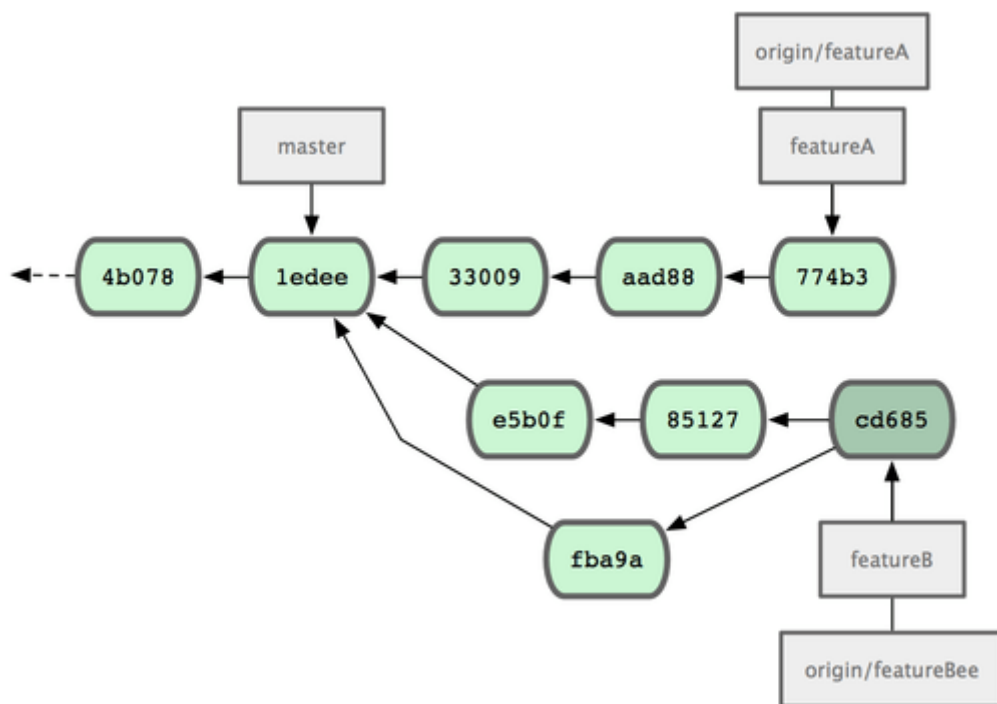 origin/featureA
master
featureA
4b078
1edee
33009
aad88
774b3
e5b0f
85127
cd685
fba9a
featureB
origin/featureBee